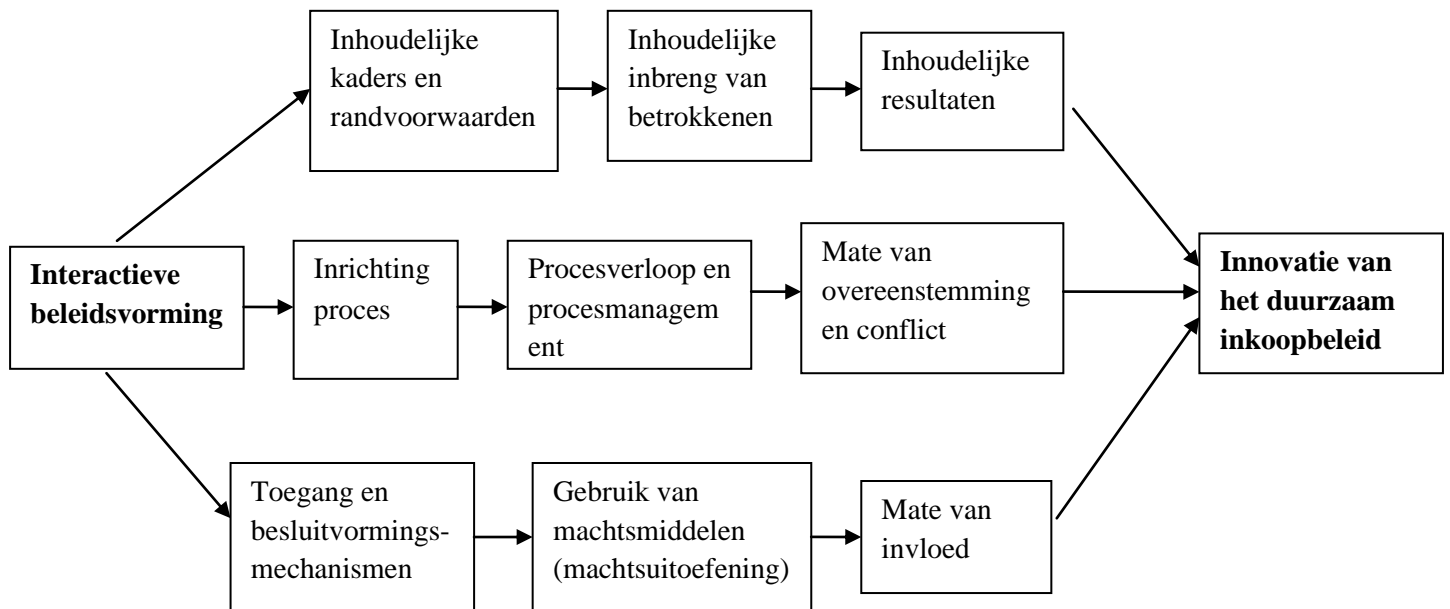 Inhoudelijke
kaders en
randvoorwaarden
Inhoudelijke
inbreng van
betrokkenen
Inhoudelijke
resultaten
Interactieve
beleidsvorming
Inrichting
proces
Procesverloop en
procesmanagem
ent
Mate van
overeenstemming
en conflict
Innovatie van
het duurzaam
inkoopbeleid
Toegang en
besluitvormings-
mechanismen
Gebruik van
machtsmiddelen
(machtsuitoefening)
Mate van
invloed